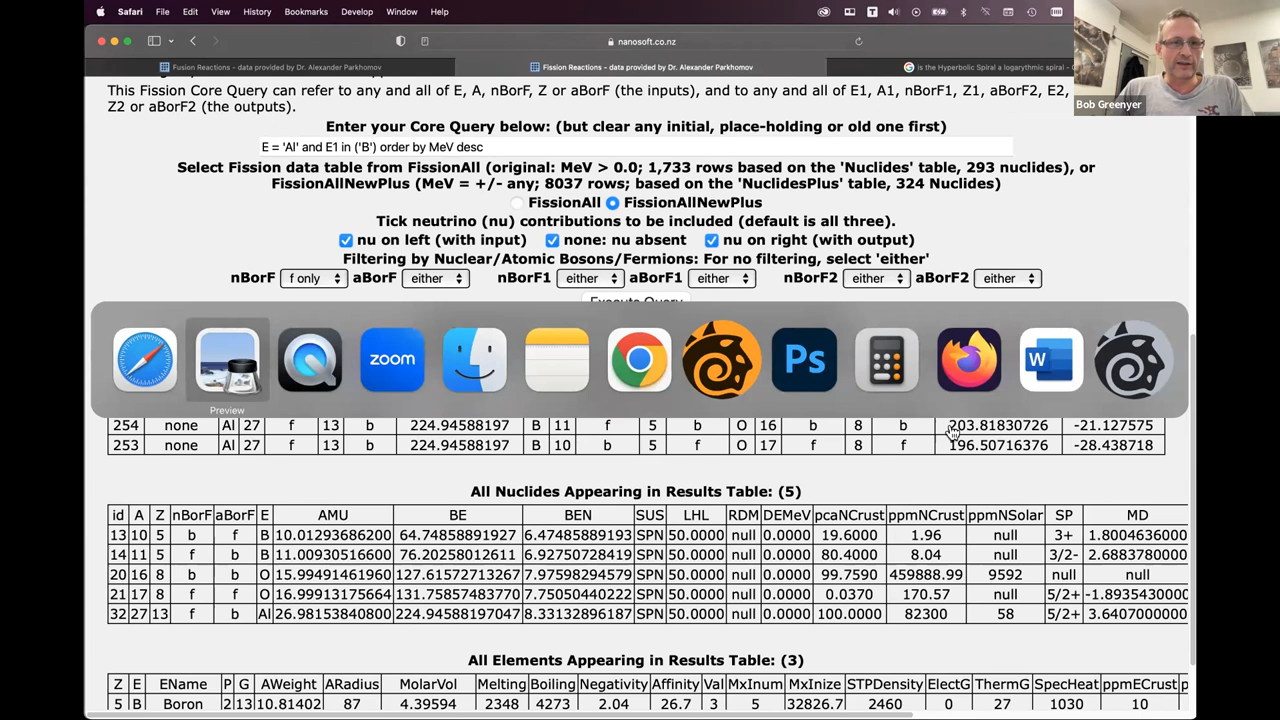 Safari File Edit View History Bookmarks Develop Window Help
nanosoft.co.nz
Fusion Reactions - data provided by Dr. Alexander Parkhomov
Fission Reactions - data provided by Dr. Alexander Parkhomov
is the Hyperbolic Spiral a logarythmic spiral -
Bob Greenyer
This Fission Core Query can refer to any and all of E, A, nBorF, Z or aBorF (the inputs), and to any and all of E1, A1, nBorF1, Z1, aBorF2, E2,
Z2 or aBorF2 (the outputs).
Enter your Core Query below: (but clear any initial, place-holding or old one first)
E = 'Al' and E1 in ('B') order by MeV desc
Select Fission data table from FissionAll (original: MeV > 0.0; 1,733 rows based on the 'Nuclides' table, 293 nuclides), or
FissionAllNewPlus (MeV = +/- any; 8037 rows; based on the 'NuclidesPlus' table, 324 Nuclides)
FissionAll FissionAllNewPlus
Tick neutrino (nu) contributions to be included (default is all three).
nu on left (with input) none: nu absent nu on right (with output)
Filtering by Nuclear/Atomic Bosons/Fermions: For no filtering, select 'either'
nBorF f only aBorF either nBorF1 either aBorF1 either nBorF2 either aBorF2 either
Execute Query
zoom Ps W
Preview
254 none Al 27 f 13 b 224.94588197 B 11 f 5 b O 16 b 8 b 203.81830726 -21.127575
253 none Al 27 f 13 b 224.94588197 B 10 b 5 f O 17 f 8 f 196.50716376 -28.438718
All Nuclides Appearing in Results Table: (5)
id A Z nBorF aBorF E AMU BE BEN SUS LHL RDM DEMeV pcaNCrust ppmNCrust ppmNSolar SP MD
13 10 5 b f B 10.01293686200 64.74858891927 6.47485889193 SPN 50.0000 null 0.0000 19.6000 1.96 null 3+ 1.8004636000
14 11 5 f b B 11.00930516600 76.20258012611 6.92750728419 SPN 50.0000 null 0.0000 80.4000 8.04 null 3/2- 2.6883780000
20 16 8 b b O 15.99491461960 127.61572713267 7.97598294579 SPN 50.0000 null 0.0000 99.7590 459888.99 9592 null null
21 17 8 f f O 16.99913175664 131.75857483770 7.75050440222 SPN 50.0000 null 0.0000 0.0370 170.57 null 5/2+ -1.8935430000
32 27 13 f b Al 26.98153840800 224.94588197047 8.33132896187 SPN 50.0000 null 0.0000 100.0000 82300 58 5/2+ 3.6407000000
All Elements Appearing in Results Table: (3)
Z E EName P G AWeight ARadius MolarVol Melting Boiling Negativity Affinity Val MxInum MxInize STPDensity ElectG ThermG SpecHeat ppmECrust
5 B Boron 2 13 10.81402 87 4.39594 2348 4273 2.04 26.7 3 5 32826.7 2460 0 27 1030 10